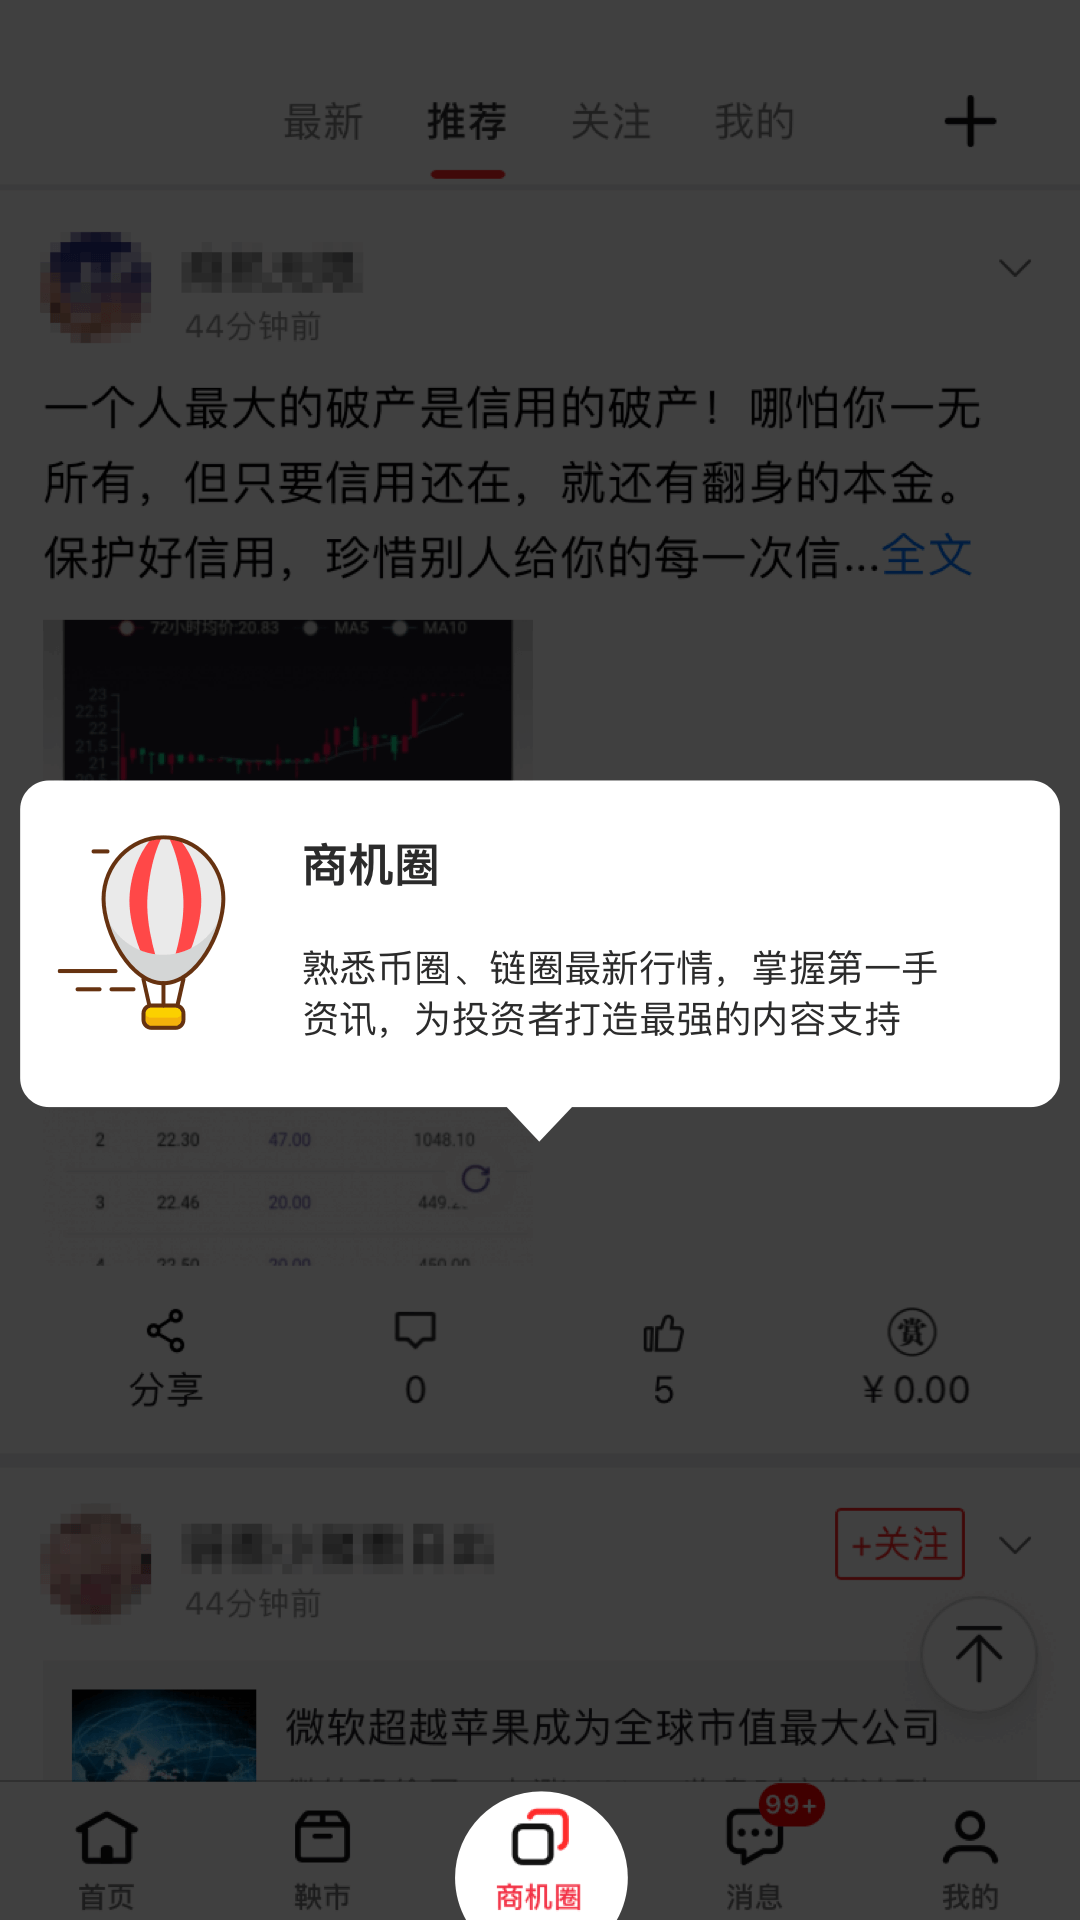 最新 推荐 关注 我的
44分钟前
一个人最大的破产是信用的破产！哪怕你一无
所有，但只要信用还在，就还有翻身的本金。
保护好信用，珍惜别人给你的每一次信...全文
72小时均价:20.83 MA5 MA10
23
22.5
22
21.5
21
商机圈
熟悉币圈、链圈最新行情，掌握第一手
资讯，为投资者打造最强的内容支持
2 22.30 47.00 1048.10
3 22.46 20.00 449.2
4 22.50 20.00 450.00
赏
分享 0 5 ¥ 0.00
+关注
44分钟前
微软超越苹果成为全球市值最大公司
99+
首页 鞅市 商机圈 消息 我的